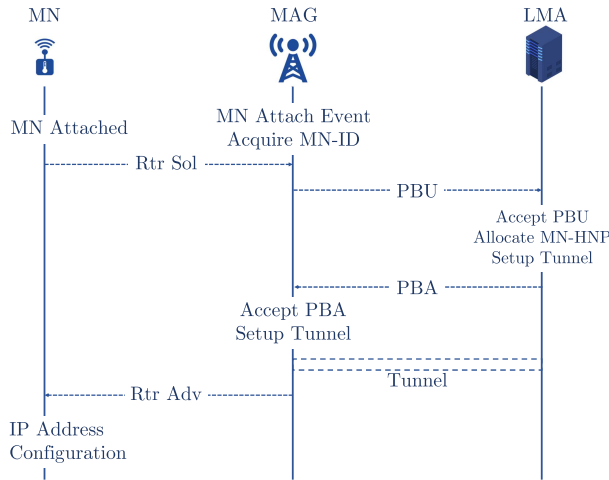 MN
MAG
LMA
MN Attached
MN Attach Event
Acquire MN-ID
Rtr Sol
PBU
Accept PBU
Allocate MN-HNP
Setup Tunnel
PBA
Accept PBA
Setup Tunnel
Tunnel
Rtr Adv
IP Address
Configuration